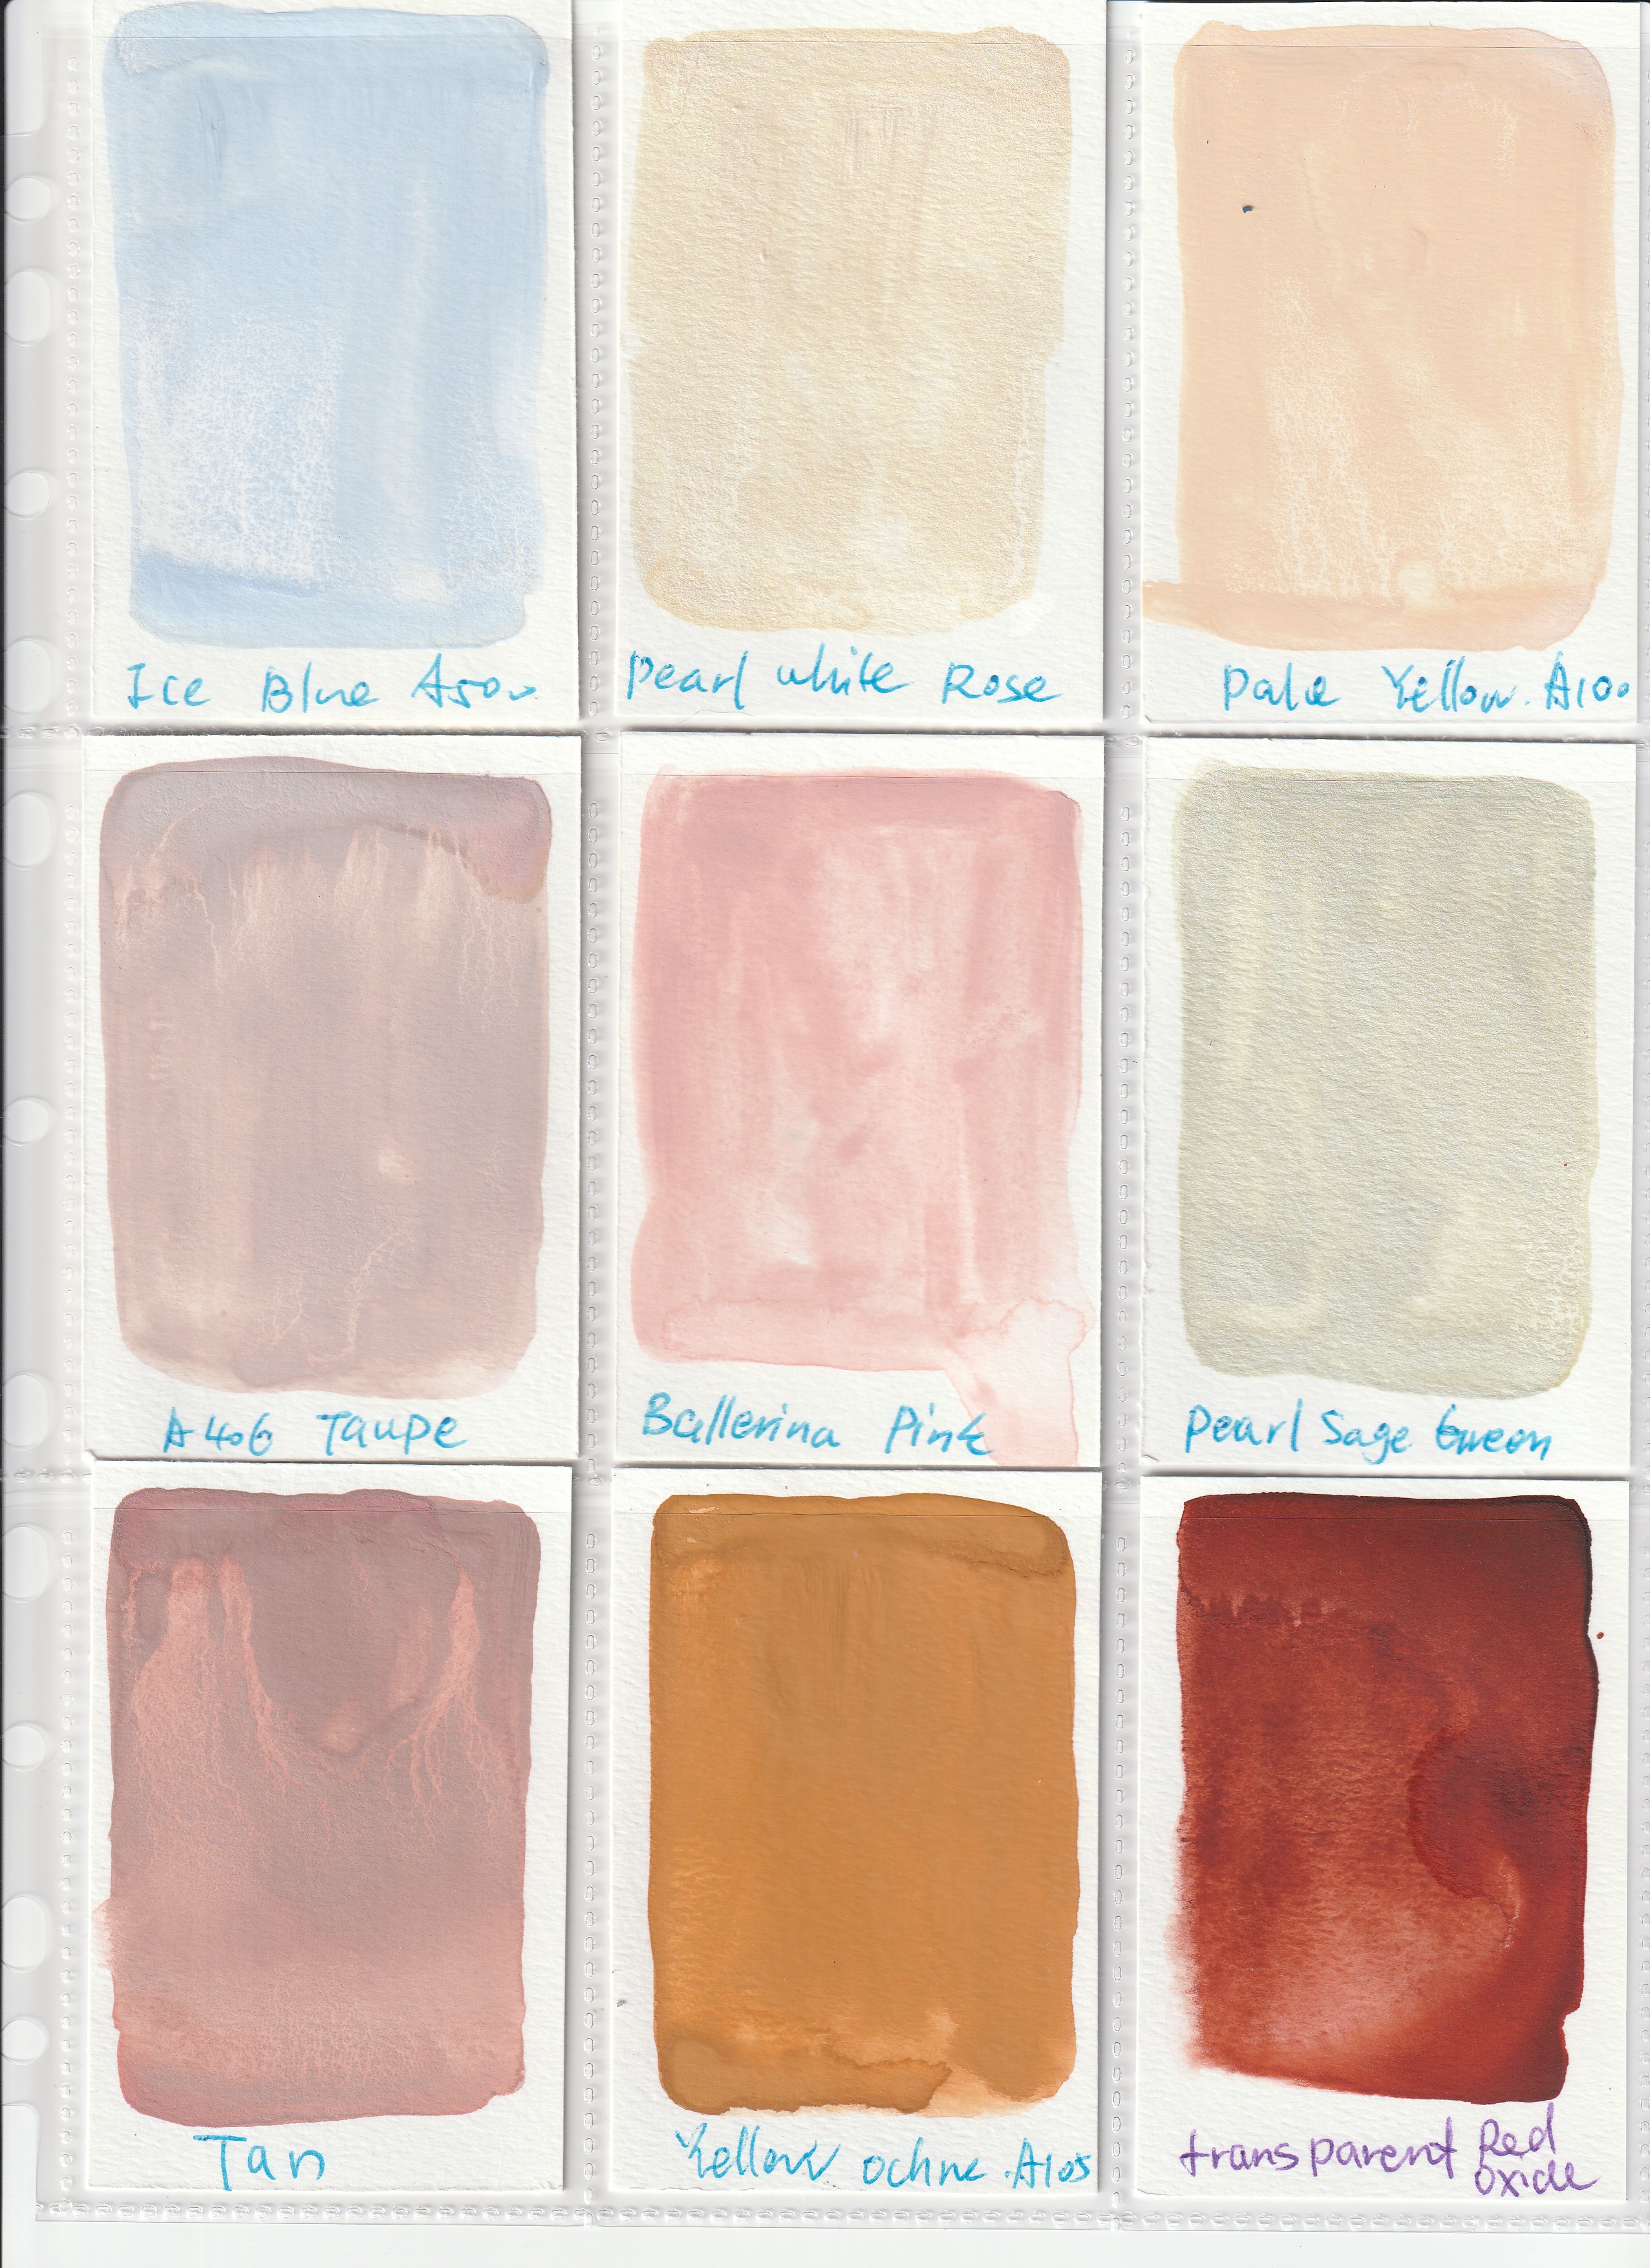 Ice Blue A500
Pearl white Rose
Pale Yellow. A100
A406 Taupe
Ballerina Pink
Pearl Sage Green
Tan
Yellow ochre .A105
transparent Red
oxide